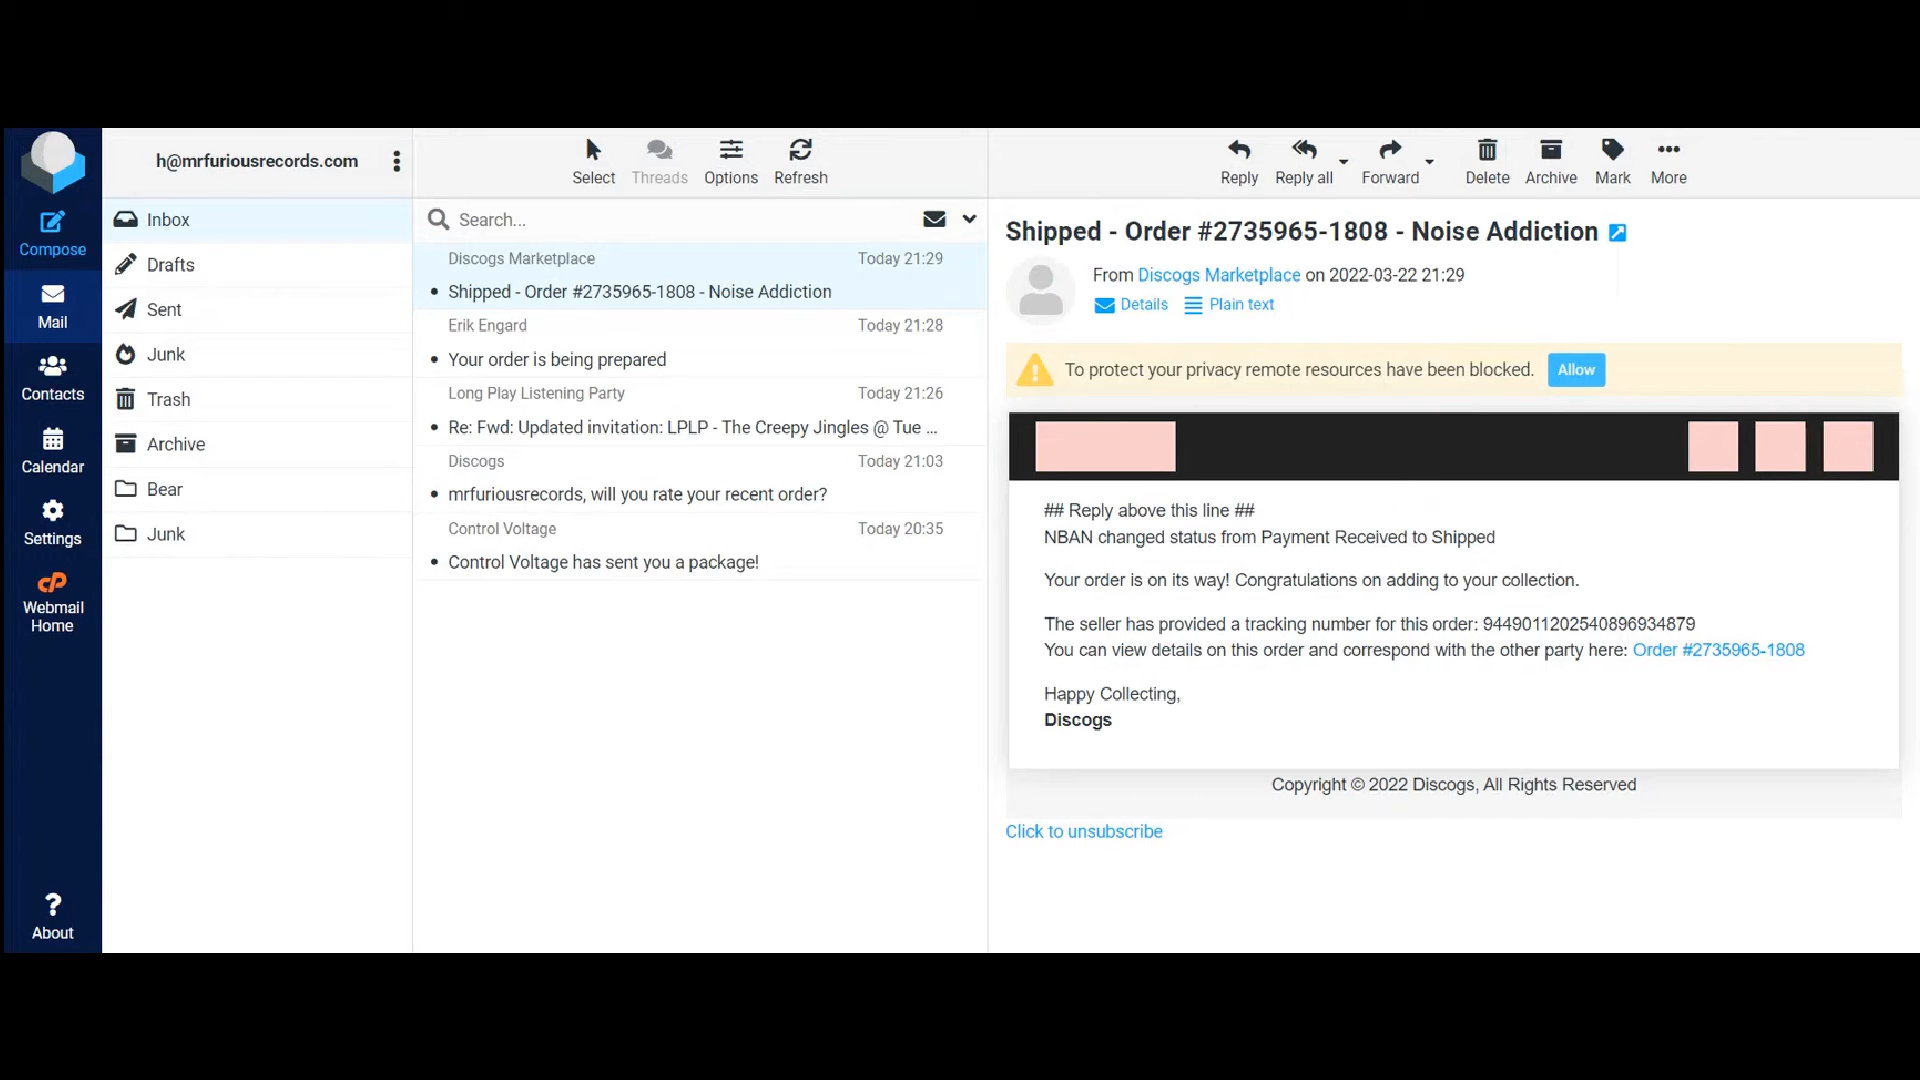 h@mrfuriousrecords.com
Select
Threads
Options
Refresh
Reply
Reply all
Forward
Delete
Archive
Mark
More
Compose
Mail
Contacts
Calendar
Settings
Webmail
Home
About
Inbox
Drafts
Sent
Junk
Trash
Archive
Bear
Junk
Search...
Discogs Marketplace Today 21:29
Shipped - Order #2735965-1808 - Noise Addiction
Erik Engard Today 21:28
Your order is being prepared
Long Play Listening Party Today 21:26
Re: Fwd: Updated invitation: LPLP - The Creepy Jingles @ Tue ...
Discogs Today 21:03
mrfuriousrecords, will you rate your recent order?
Control Voltage Today 20:35
Control Voltage has sent you a package!
Shipped - Order #2735965-1808 - Noise Addiction
From Discogs Marketplace on 2022-03-22 21:29
Details Plain text
To protect your privacy remote resources have been blocked. Allow
## Reply above this line ##
NBAN changed status from Payment Received to Shipped
Your order is on its way! Congratulations on adding to your collection.
The seller has provided a tracking number for this order: 9449011202540896934879
You can view details on this order and correspond with the other party here: Order #2735965-1808
Happy Collecting,
Discogs
Copyright © 2022 Discogs, All Rights Reserved
Click to unsubscribe